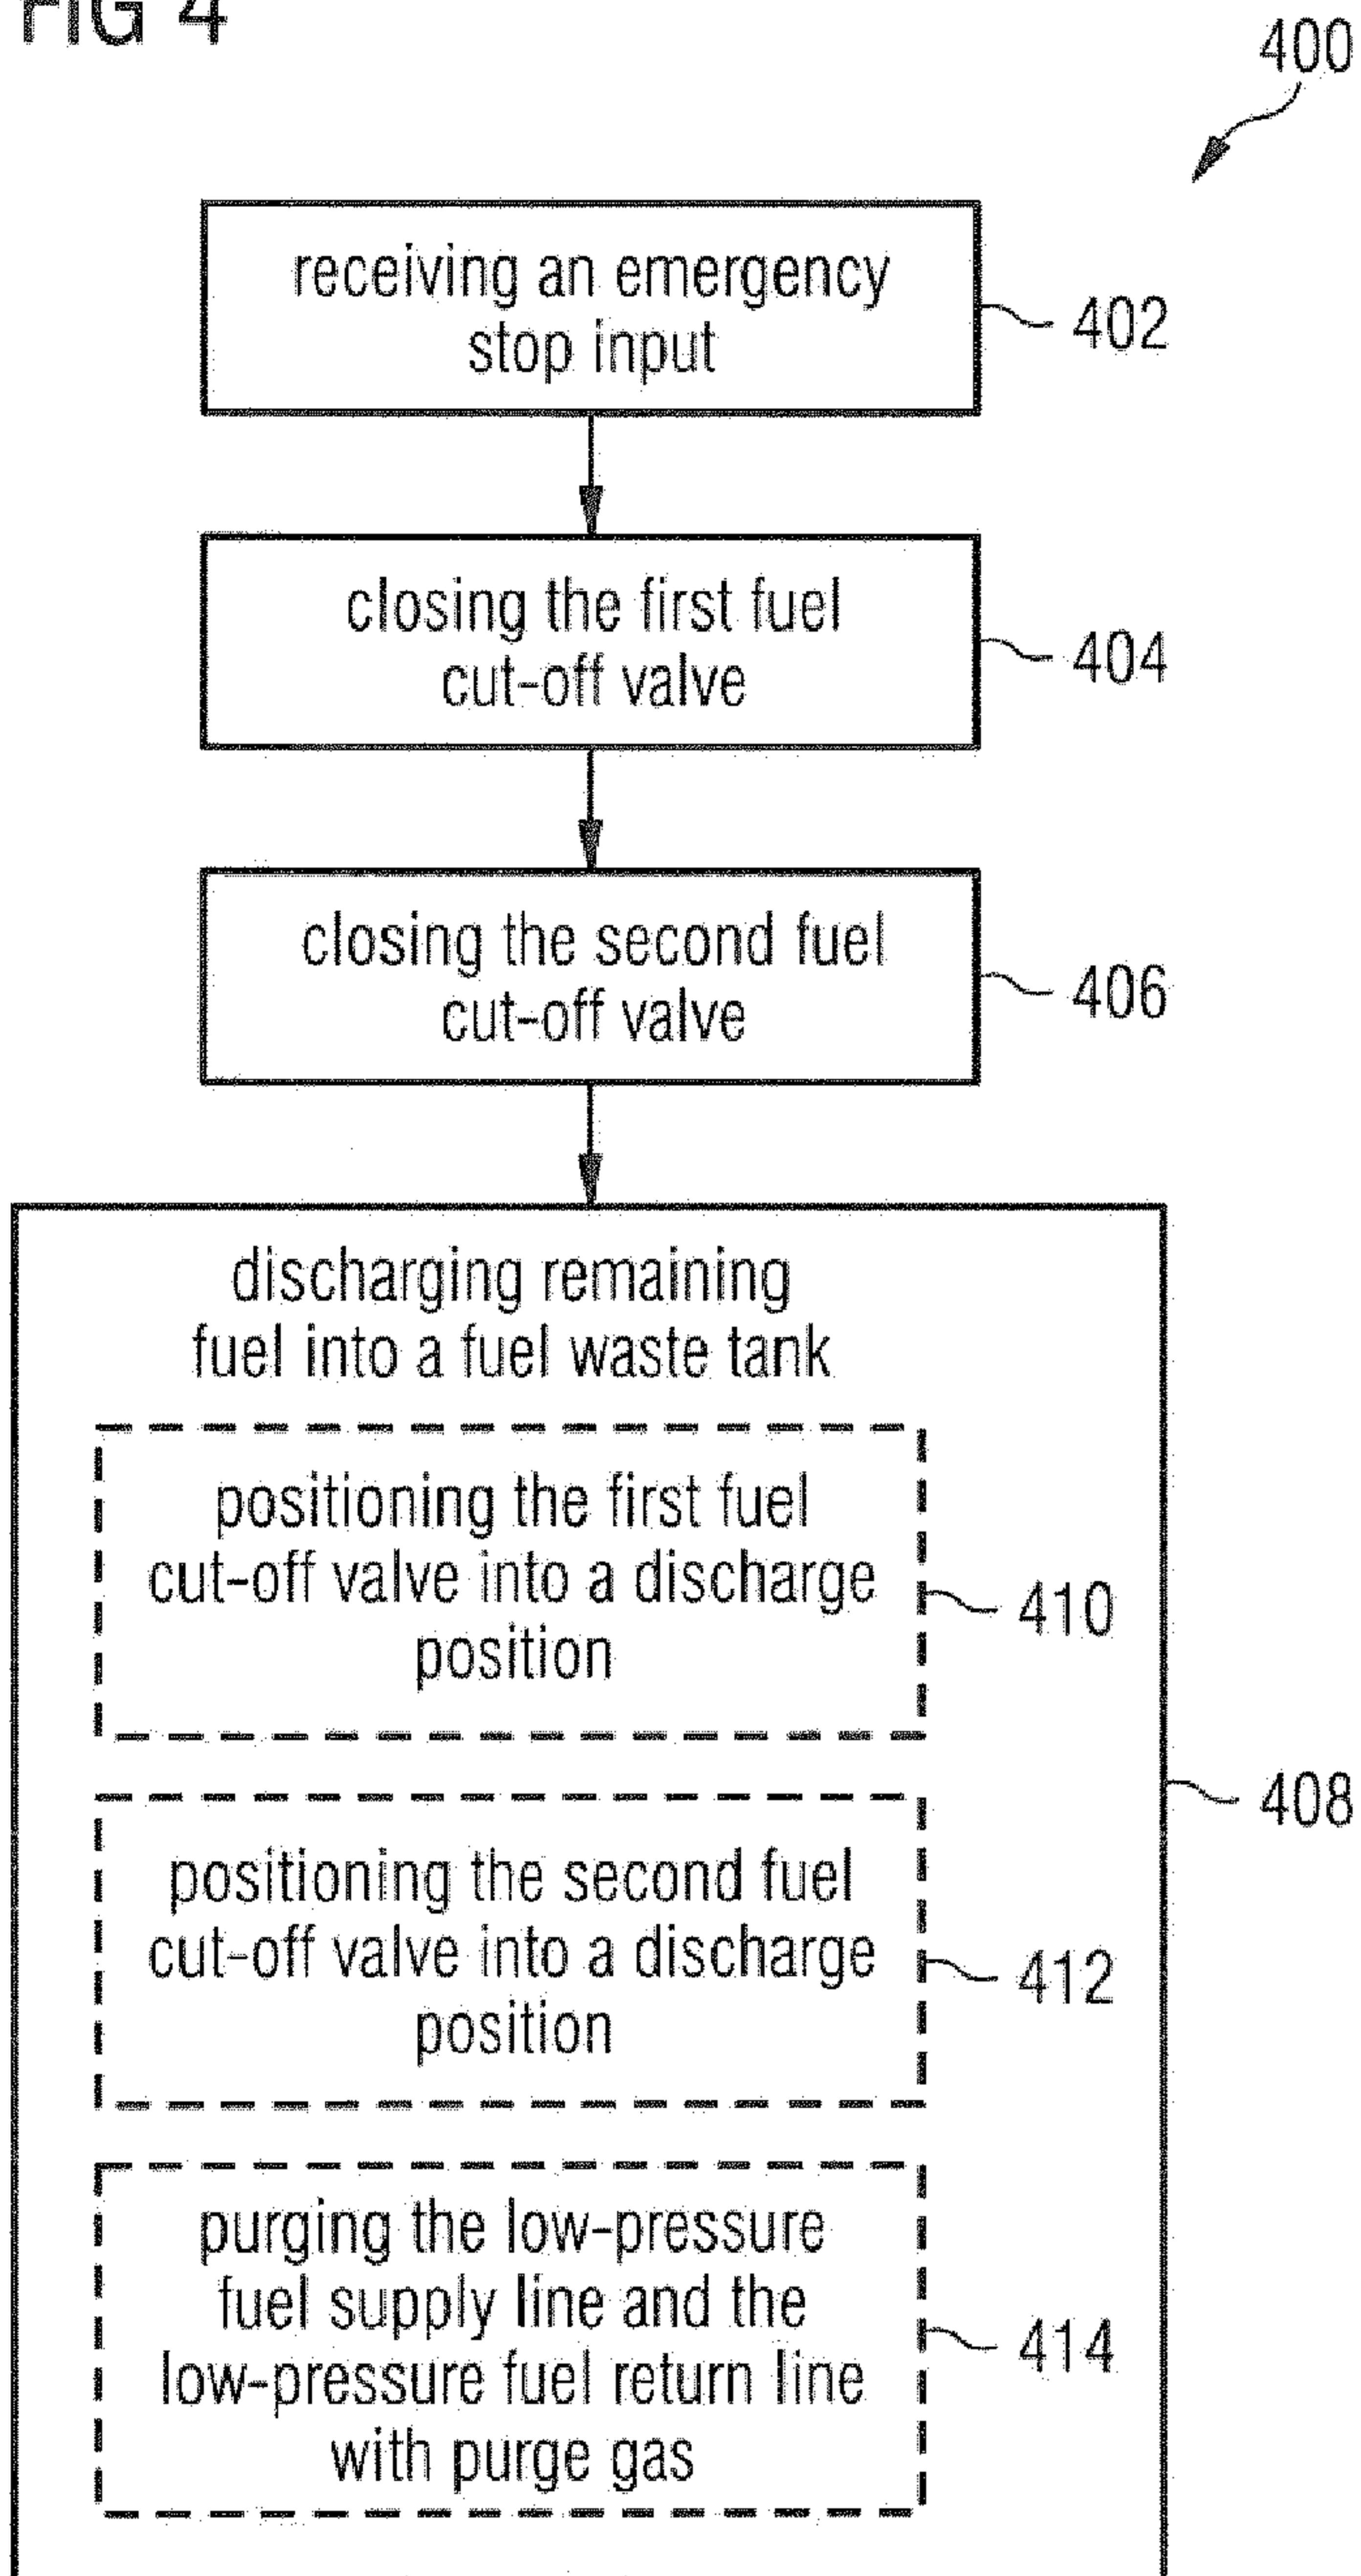 FIG 4
400
receiving an emergency
stop input
402
closing the first fuel
cut-off valve
404
closing the second fuel
cut-off valve
406
discharging remaining
fuel into a fuel waste tank
positioning the first fuel
cut-off valve into a discharge
position
410
408
positioning the second fuel
cut-off valve into a discharge
position
412
purging the low-pressure
fuel supply line and the
low-pressure fuel return line
with purge gas
414